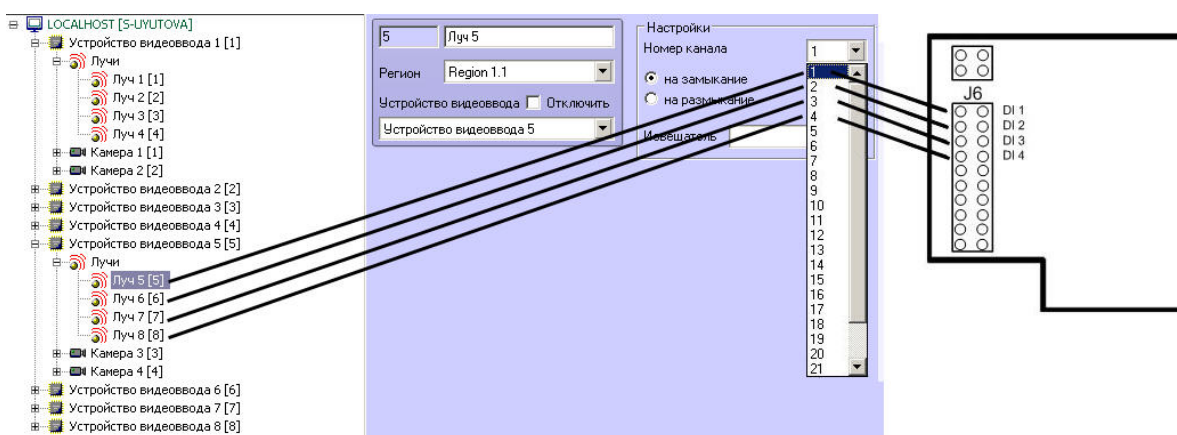 LOCALHOST [S-UYUTOVA]
Устройство видеоввода 1 [1]
Лучи
Луч 1 [1]
Луч 2 [2]
Луч 3 [3]
Луч 4 [4]
Камера 1 [1]
Камера 2 [2]
Устройство видеоввода 2 [2]
Устройство видеоввода 3 [3]
Устройство видеоввода 4 [4]
Устройство видеоввода 5 [5]
Лучи
Луч 5 [5]
Луч 6 [6]
Луч 7 [7]
Луч 8 [8]
Камера 3 [3]
Камера 4 [4]
Устройство видеоввода 6 [6]
Устройство видеоввода 7 [7]
Устройство видеоввода 8 [8]
5 Луч 5
Регион Region 1.1
Устройство видеоввода Отключить
Устройство видеоввода 5
Настройки
Номер канала 1
на замыкание
на размыкание
Извещатель
1
2
3
4
5
6
7
8
9
10
11
12
13
14
15
16
17
18
19
20
21
J6
DI 1
DI 2
DI 3
DI 4